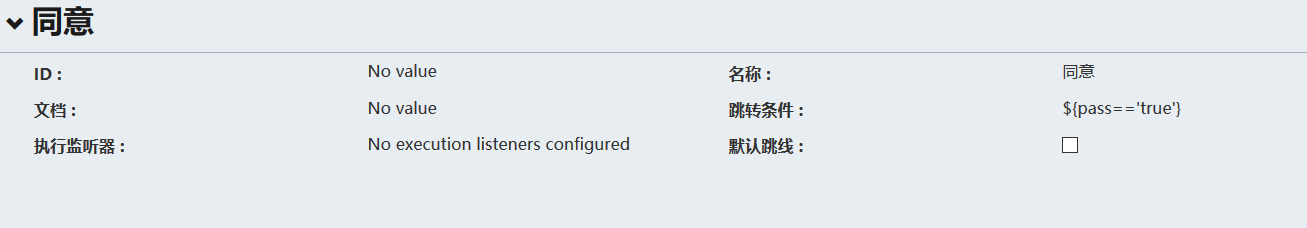 同意
ID： No value 名称： 同意
文档： No value 跳转条件： ${pass=='true'}
执行监听器： No execution listeners configured 默认跳线：